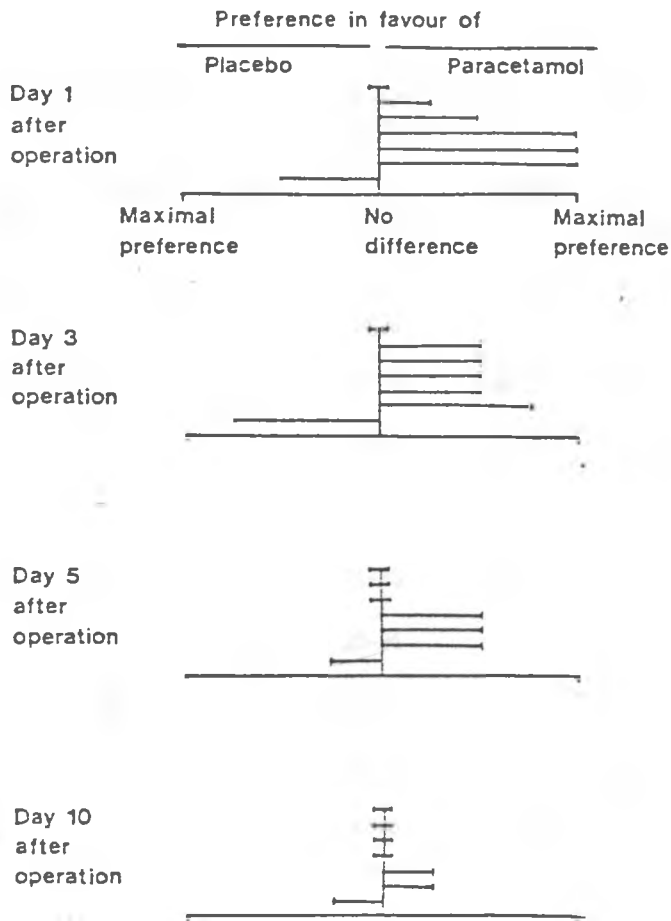 Preference in favour of
Placebo Paracetamol
Day 1
after
operation
Maximal No Maximal
preference difference preference
Day 3
after
operation
Day 5
after
operation
Day 10
after
operation